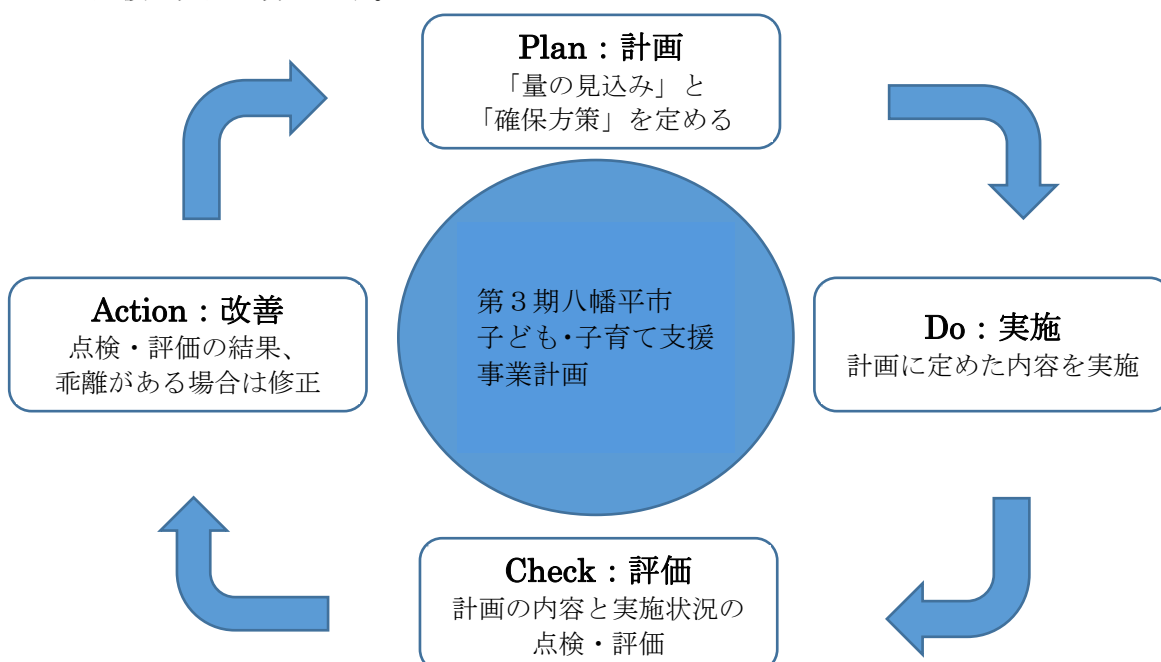 Plan：計画
「量の見込み」と
「確保方策」を定める
第３期八幡平市
子ども・子育て支援
事業計画
Action：改善
点検・評価の結果、
乖離がある場合は修正
Do：実施
計画に定めた内容を実施
Check：評価
計画の内容と実施状況の
点検・評価